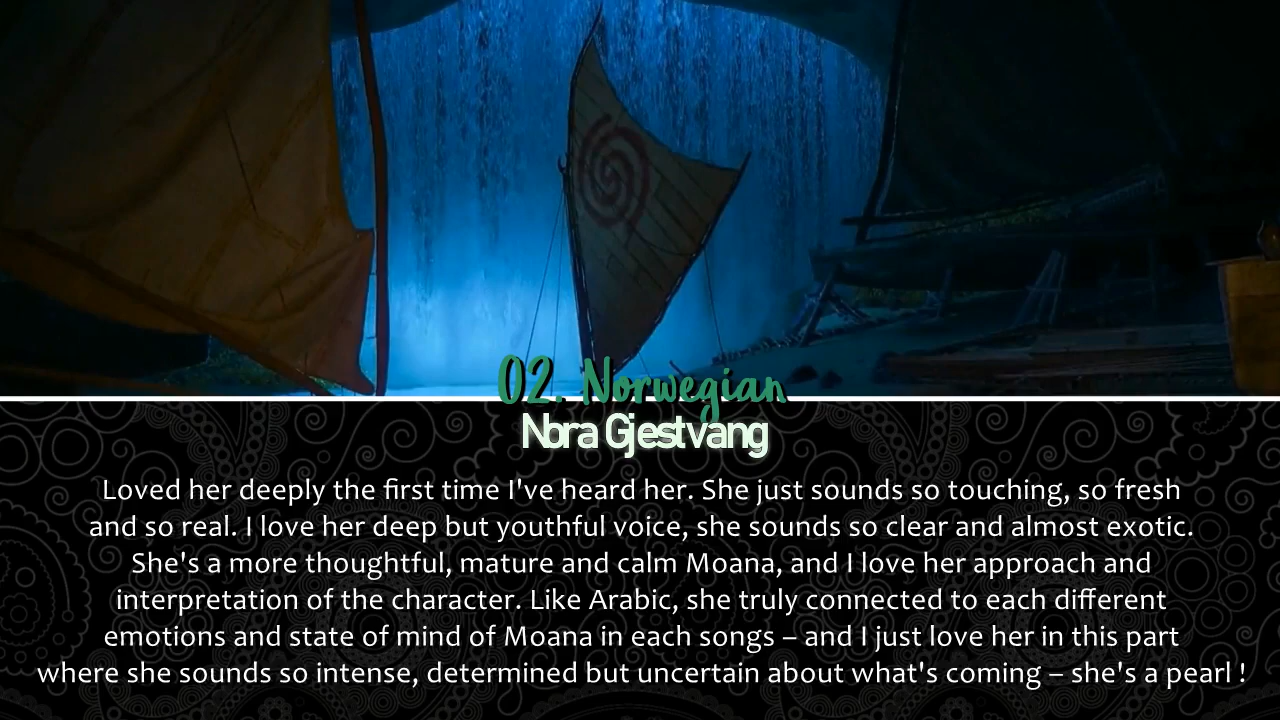 02. Norwegian
Nora Gjestvang
Loved her deeply the first time I've heard her. She just sounds so touching, so fresh
and so real. I love her deep but youthful voice, she sounds so clear and almost exotic.
She's a more thoughtful, mature and calm Moana, and I love her approach and
interpretation of the character. Like Arabic, she truly connected to each different
emotions and state of mind of Moana in each songs – and I just love her in this part
where she sounds so intense, determined but uncertain about what's coming – she's a pearl !